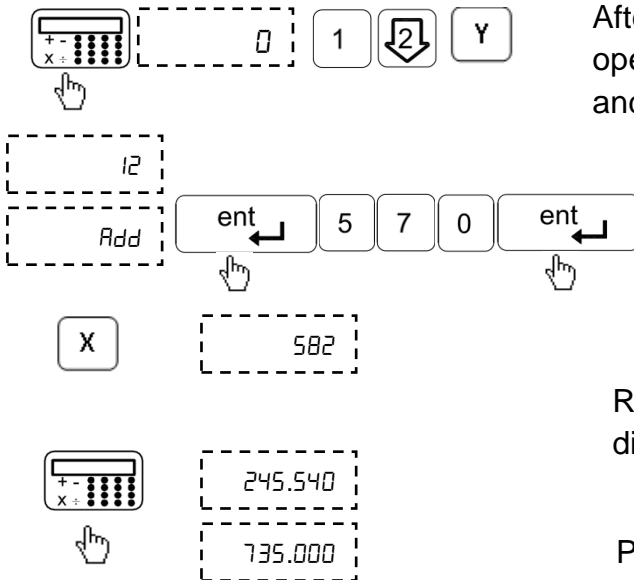 + -
x ÷
0 1 2 Y
Afte
ope
and
12
Add ent 5 7 0 ent
X 582
R
di
+ -
x ÷
245.540
735.000
P